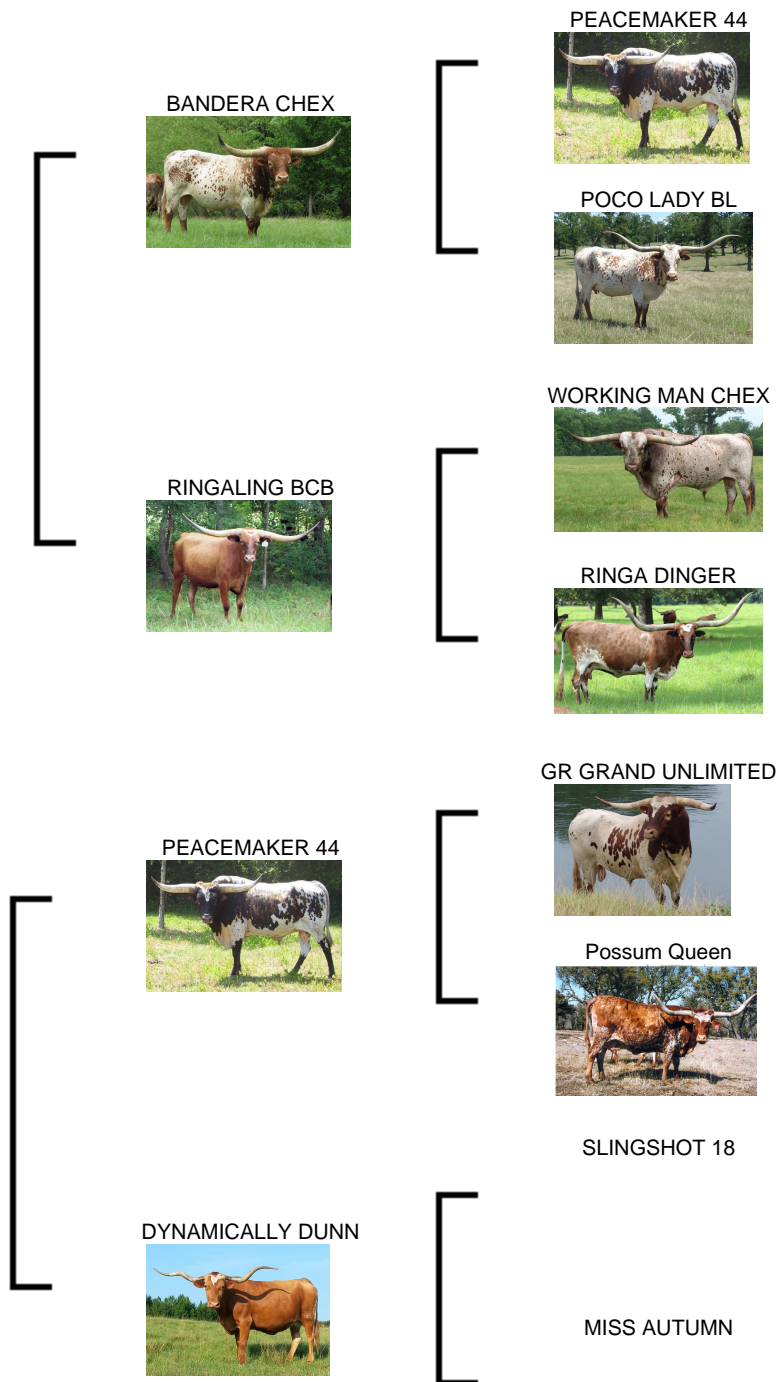 PEACEMAKER 44
BANDERA CHEX
POCO LADY BL
WORKING MAN CHEX
RINGALING BCB
RINGA DINGER
GR GRAND UNLIMITED
PEACEMAKER 44
Possum Queen
SLINGSHOT 18
DYNAMICALLY DUNN
MISS AUTUMN